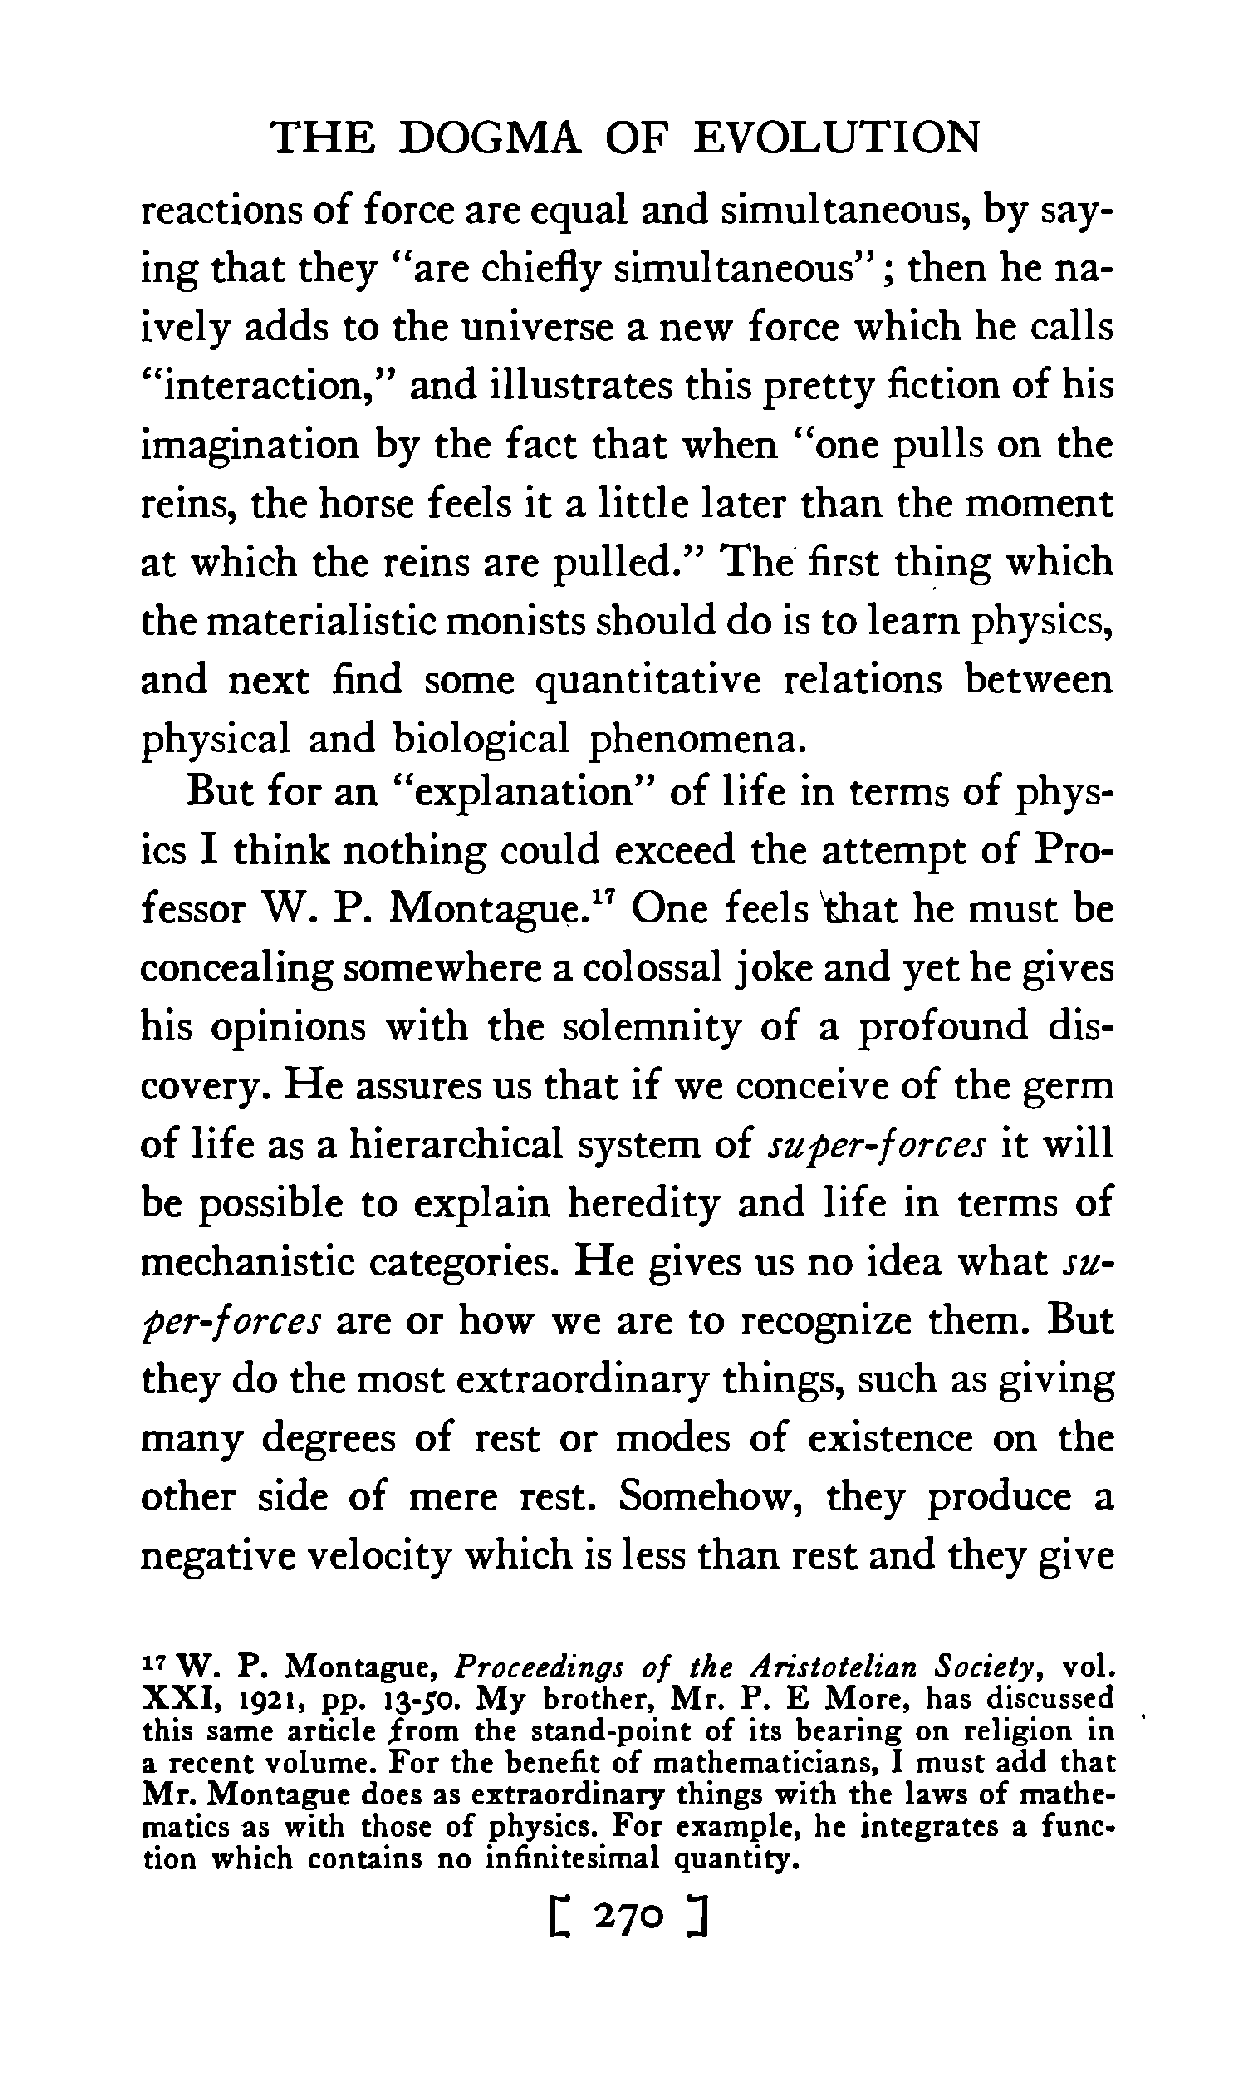 THE DOGMA OF EVOLUTION
reactions of force are equal and simultaneous, by say-
ing that they "are chiefly simultaneous"; then he na-
ively adds to the universe a new force which he calls
"interaction," and illustrates this pretty fiction of his
imagination by the fact that when "one pulls on the
reins, the horse feels it a little later than the moment
at which the reins are pulled." The first thing which
the materialistic monists should do is to learn physics,
and next find some quantitative relations between
physical and biological phenomena.
But for an "explanation" of life in terms of phys-
ics I think nothing could exceed the attempt of Pro-
fessor W. P. Montague.¹⁷ One feels that he must be
concealing somewhere a colossal joke and yet he gives
his opinions with the solemnity of a profound dis-
covery. He assures us that if we conceive of the germ
of life as a hierarchical system of super-forces it will
be possible to explain heredity and life in terms of
mechanistic categories. He gives us no idea what su-
per-forces are or how we are to recognize them. But
they do the most extraordinary things, such as giving
many degrees of rest or modes of existence on the
other side of mere rest. Somehow, they produce a
negative velocity which is less than rest and they give
¹⁷ W. P. Montague, Proceedings of the Aristotelian Society, vol.
XXI, 1921, pp. 13-50. My brother, Mr. P. E More, has discussed
this same article from the stand-point of its bearing on religion in
a recent volume. For the benefit of mathematicians, I must add that
Mr. Montague does as extraordinary things with the laws of mathe-
matics as with those of physics. For example, he integrates a func-
tion which contains no infinitesimal quantity.
[ 270 ]